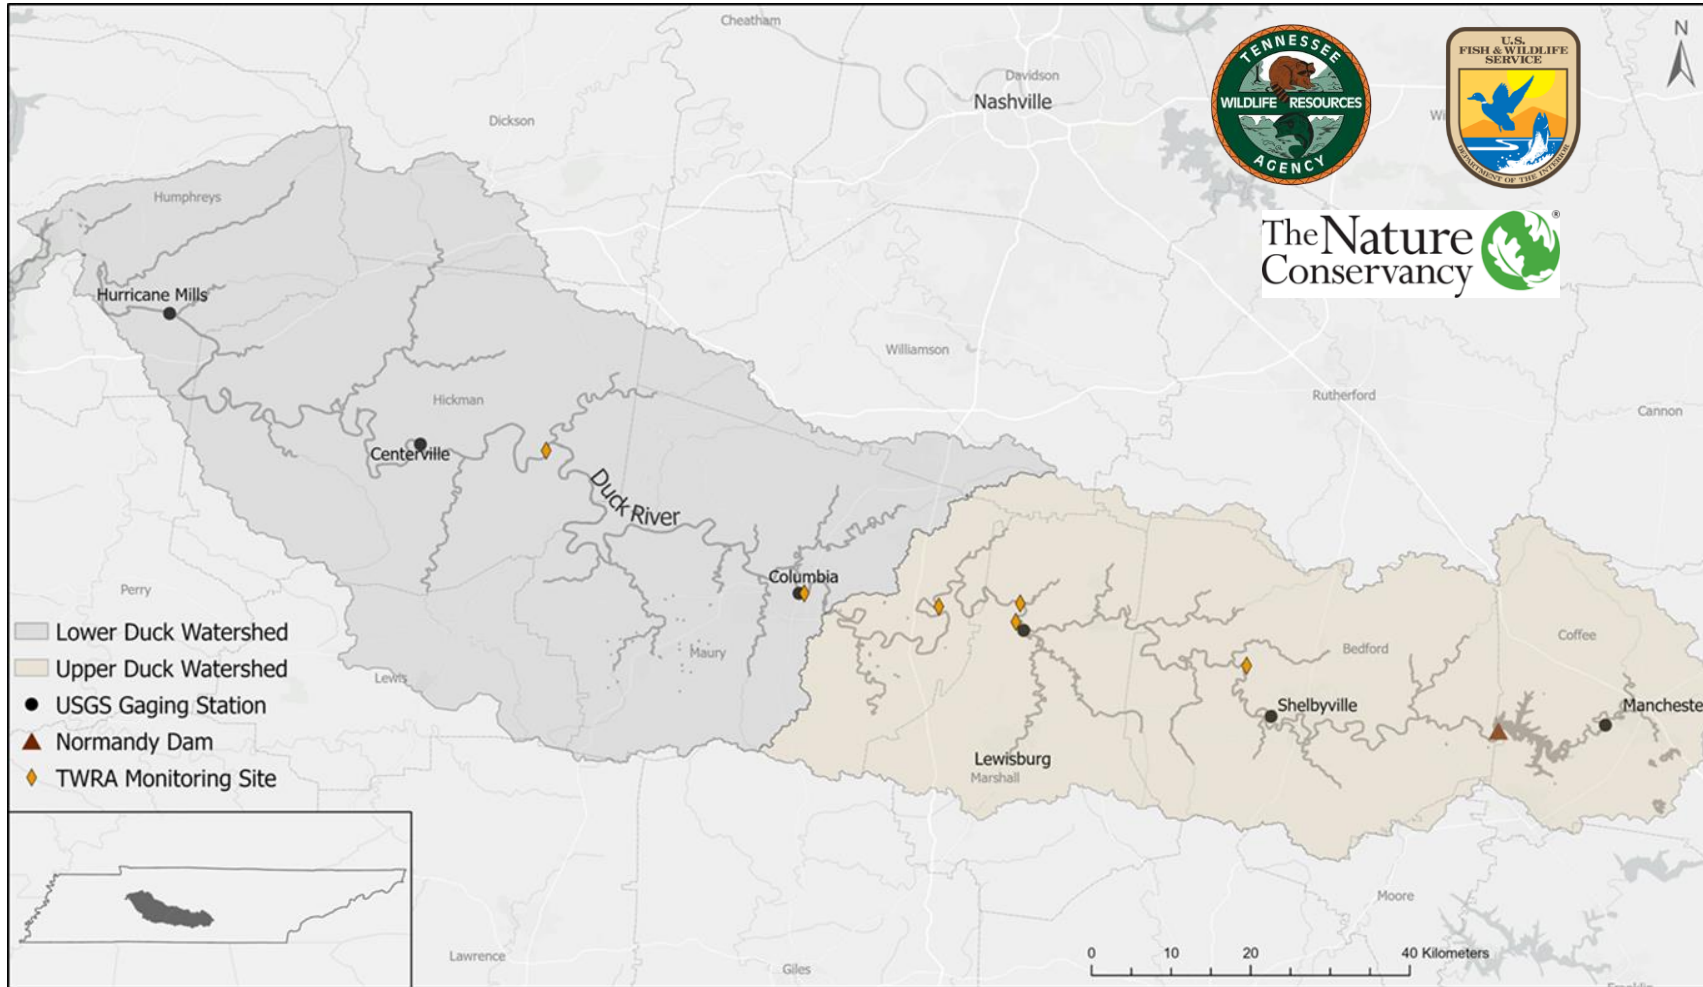 Cheatham
N
TENNESSEE
WILDLIFE RESOURCES
AGENCY
U.S.
FISH & WILDLIFE
SERVICE
DEPARTMENT OF THE INTERIOR
Davidson
Nashville
Dickson
Wi
The Nature
Conservancy
®
Humphreys
Hurricane Mills
Williamson
Rutherford
Cannon
Hickman
Centerville
Duck River
Columbia
Perry
Lower Duck Watershed
Upper Duck Watershed
USGS Gaging Station
Normandy Dam
TWRA Monitoring Site
Lewis
Maury
Bedford
Coffee
Shelbyville
Mancheste
Lewisburg
Marshall
Moore
Lawrence
Giles
0 20 40 Kilometers